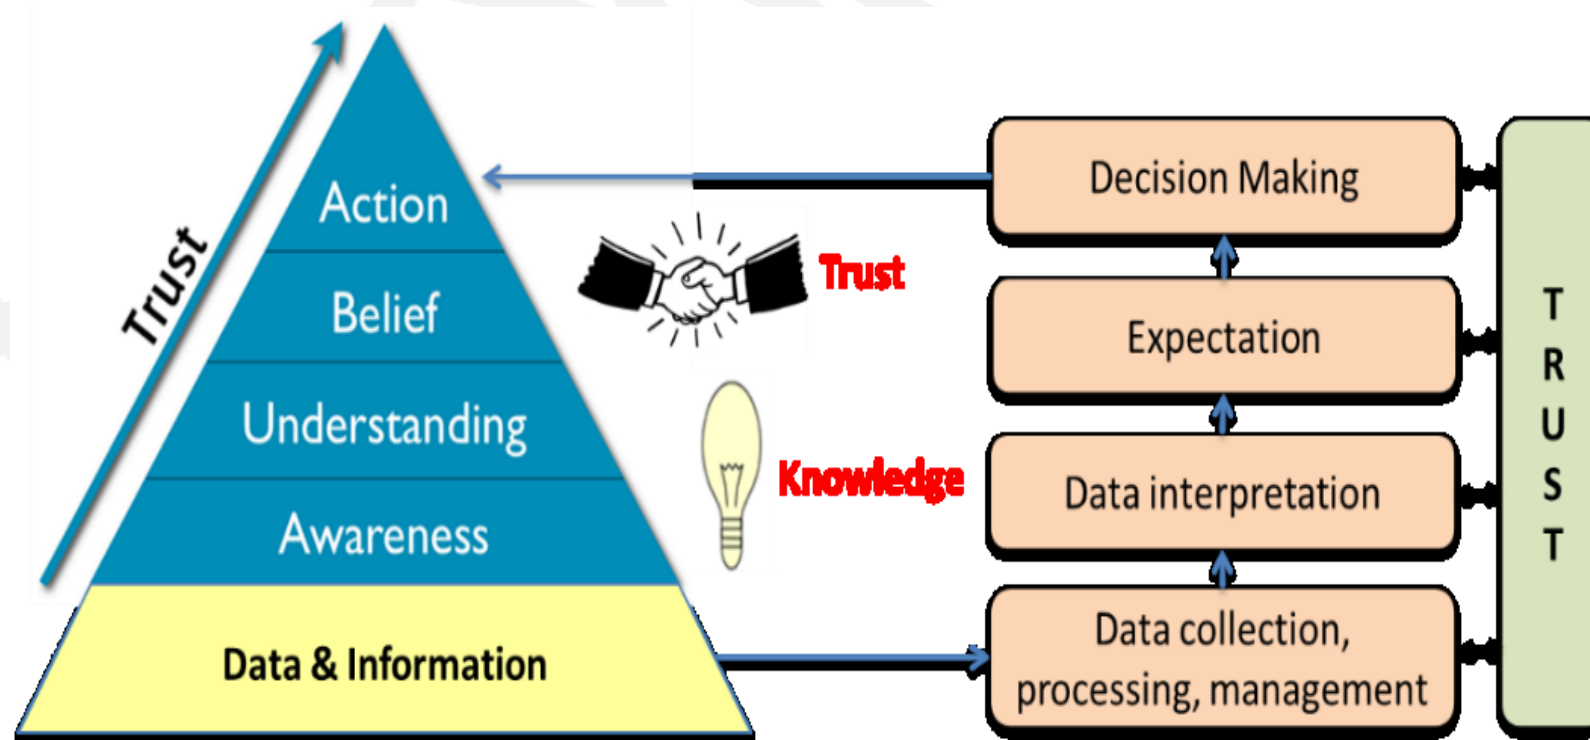 Trust
Action
Belief
Understanding
Awareness
Data & Information
Trust
Knowledge
Decision Making
Expectation
Data interpretation
Data collection,
processing, management
T
R
U
S
T